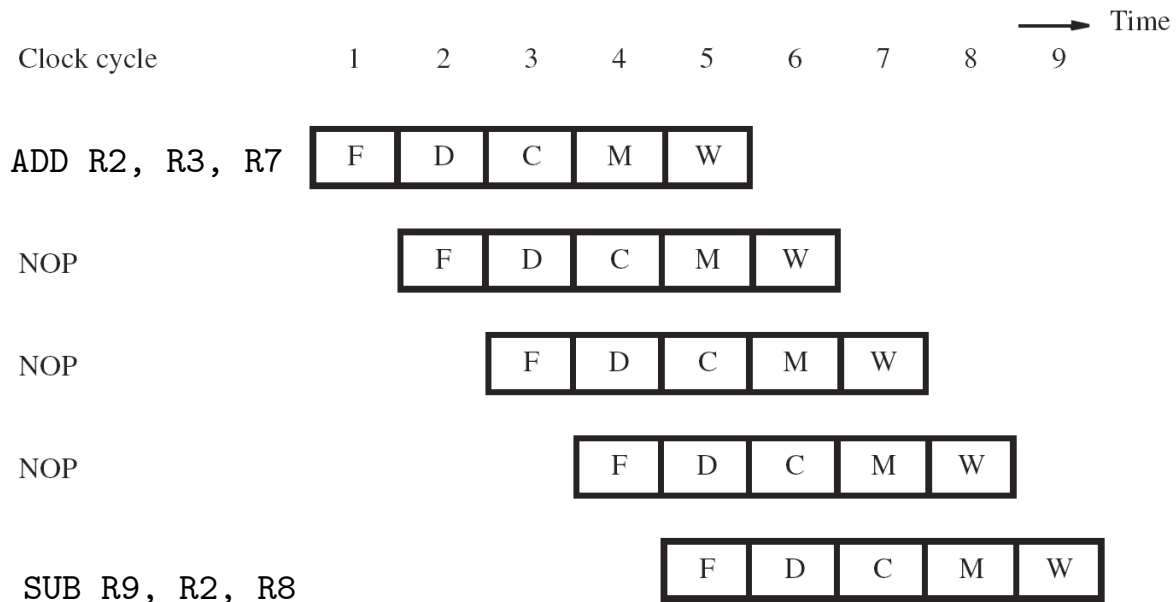 Time
Clock cycle 1 2 3 4 5 6 7 8 9
ADD R2, R3, R7 F D C M W
NOP F D C M W
NOP F D C M W
NOP F D C M W
SUB R9, R2, R8 F D C M W